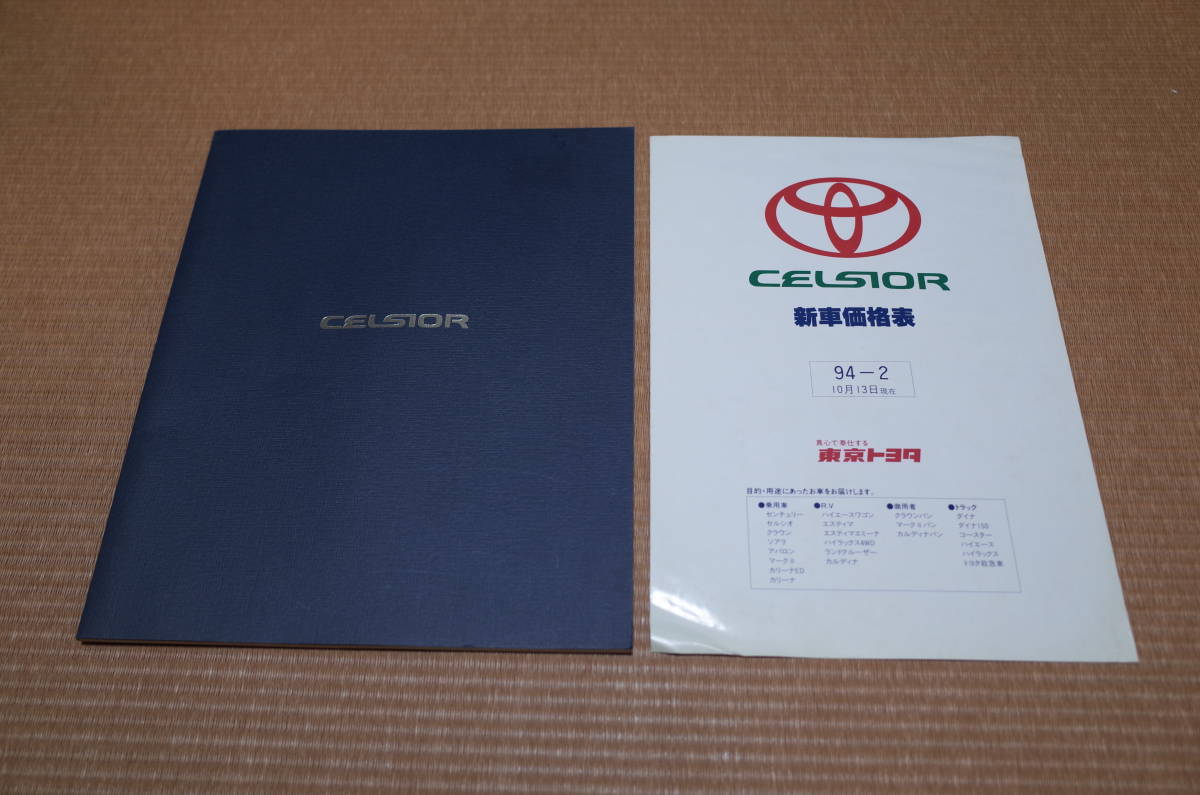 CELSIOR
CELSIOR
新車価格表
94－2
10月13日現在
真心で奉仕する
東京トヨタ
目的・用途にあったお車をお届けします。
●乗用車
センチュリー
セルシオ
クラウン
ソアラ
アバロン
マークⅡ
カリーナED
カリーナ
●R.V
ハイエースワゴン
エスティマ
エスティマエミーナ
ハイラックス4WD
ランドクルーザー
カルディナ
●商用者
クラウンバン
マークⅡバン
カルディナバン
●トラック
ダイナ
ダイナ150
コースター
ハイエース
ハイラックス
トヨタ救急車